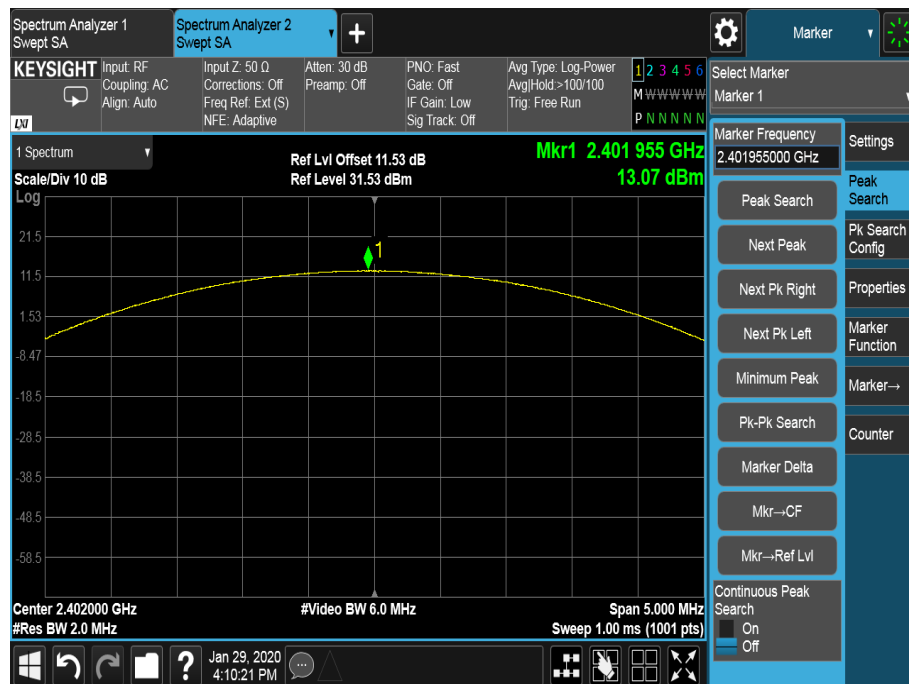 Spectrum Analyzer 1
Swept SA
Spectrum Analyzer 2
Swept SA
Marker
KEYSIGHT
LXI
Input: RF
Coupling: AC
Align: Auto
Input Z: 50 Ω
Corrections: Off
Freq Ref: Ext (S)
NFE: Adaptive
Atten: 30 dB
Preamp: Off
PNO: Fast
Gate: Off
IF Gain: Low
Sig Track: Off
Avg Type: Log-Power
Avg|Hold:>100/100
Trig: Free Run
1 2 3 4 5 6
M W W W W W
P N N N N N
Select Marker
Marker 1
1 Spectrum
Scale/Div 10 dB
Log
Ref Lvl Offset 11.53 dB
Ref Level 31.53 dBm
Mkr1 2.401 955 GHz
13.07 dBm
1
21.5
11.5
1.53
-8.47
-18.5
-28.5
-38.5
-48.5
-58.5
Center 2.402000 GHz
#Res BW 2.0 MHz
#Video BW 6.0 MHz
Span 5.000 MHz
Sweep 1.00 ms (1001 pts)
Marker Frequency
2.401955000 GHz
Peak Search
Next Peak
Next Pk Right
Next Pk Left
Minimum Peak
Pk-Pk Search
Marker Delta
Mkr→CF
Mkr→Ref Lvl
Continuous Peak
Search
On
Off
Settings
Peak
Search
Pk Search
Config
Properties
Marker
Function
Marker→
Counter
?
Jan 29, 2020
4:10:21 PM